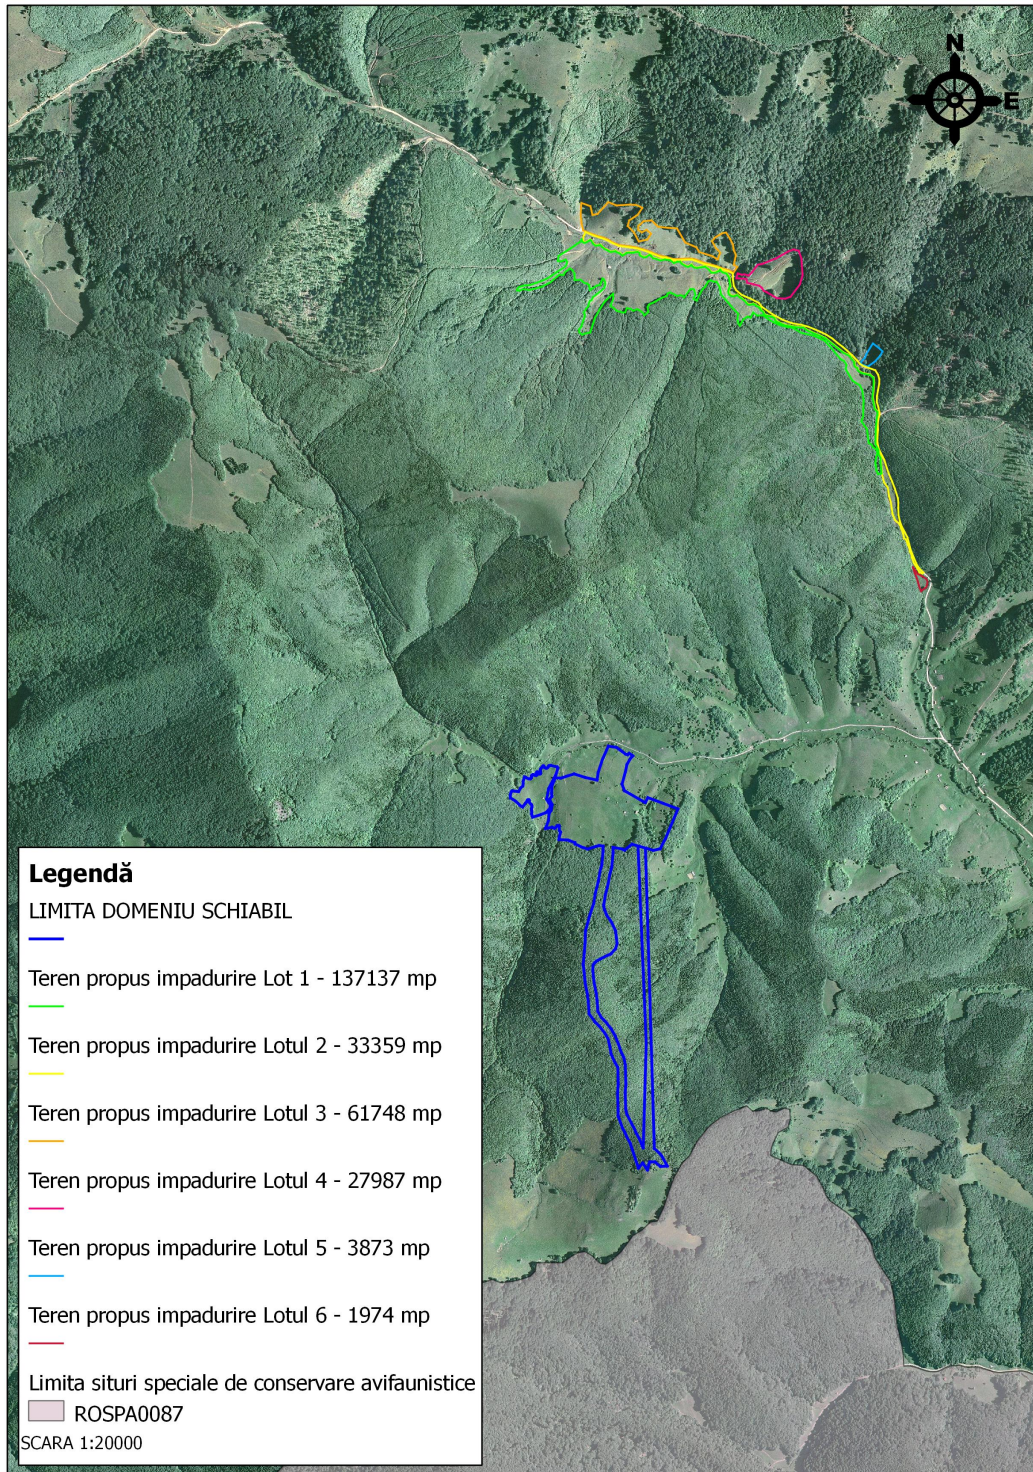 N
E
Legendă
LIMITA DOMENIU SCHIABIL
Teren propus impadurire Lot 1 - 137137 mp
Teren propus impadurire Lotul 2 - 33359 mp
Teren propus impadurire Lotul 3 - 61748 mp
Teren propus impadurire Lotul 4 - 27987 mp
Teren propus impadurire Lotul 5 - 3873 mp
Teren propus impadurire Lotul 6 - 1974 mp
Limita situri speciale de conservare avifaunistice
ROSPA0087
SCARA 1:20000